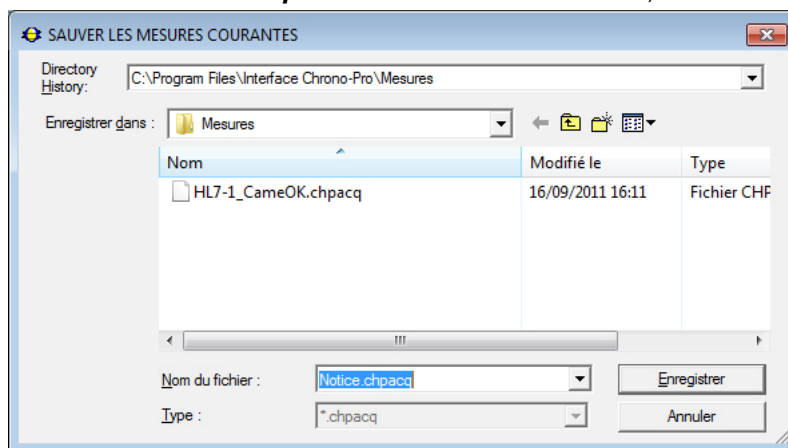 SAUVER LES MESURES COURANTES
Directory
History:
C:\Program Files\Interface Chrono-Pro\Mesures
Enregistrer dans :
Mesures
Nom
Modifié le
Type
HL7-1_CameOK.chpacq
16/09/2011 16:11
Fichier CHP
Nom du fichier :
Notice.chpacq
Enregistrer
Type :
*.chpacq
Annuler